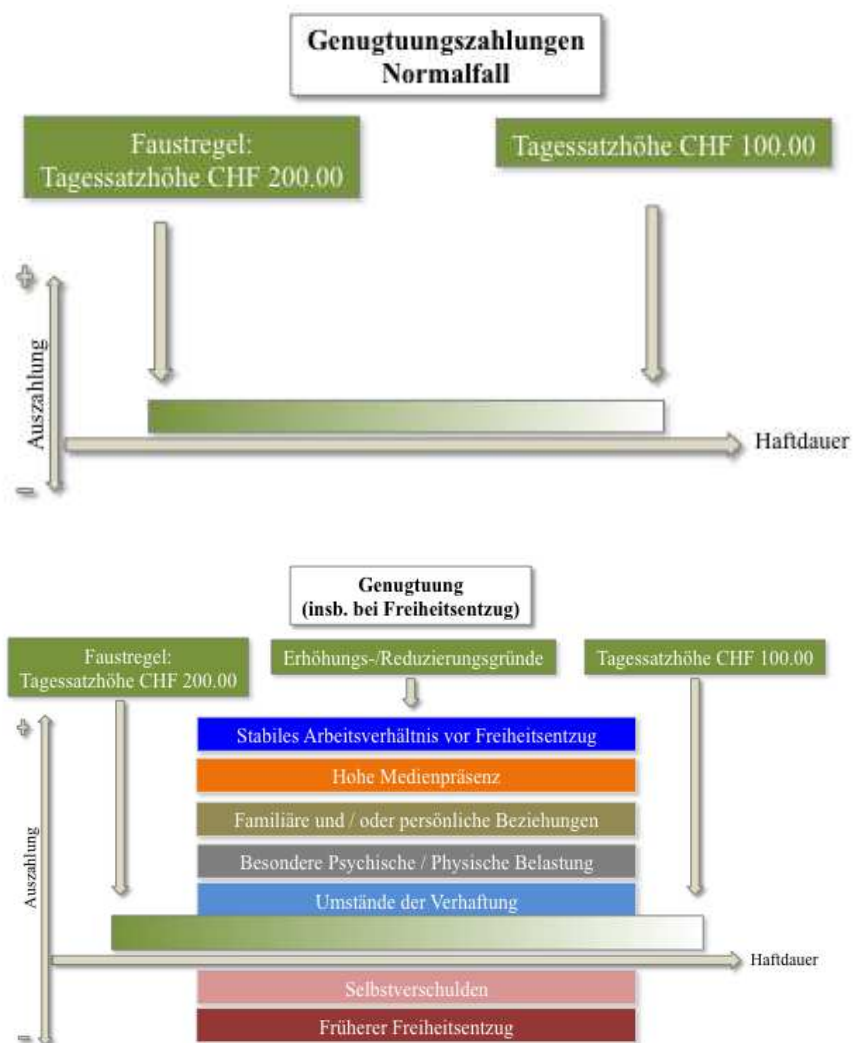 Genugtuungszahlungen
Normalfall
Faustregel:
Tagessatzhöhe CHF 200.00
Tagessatzhöhe CHF 100.00
+
Auszahlung
Haftdauer
–
Genugtuung
(insb. bei Freiheitsentzug)
Faustregel:
Tagessatzhöhe CHF 200.00
Erhöhungs-/Reduzierungsgründe
Tagessatzhöhe CHF 100.00
+
Stabiles Arbeitsverhältnis vor Freiheitsentzug
Hohe Medienpräsenz
Familiäre und / oder persönliche Beziehungen
Besondere Psychische / Physische Belastung
Auszahlung
Umstände der Verhaftung
Haftdauer
Selbstverschulden
Früherer Freiheitsentzug
–